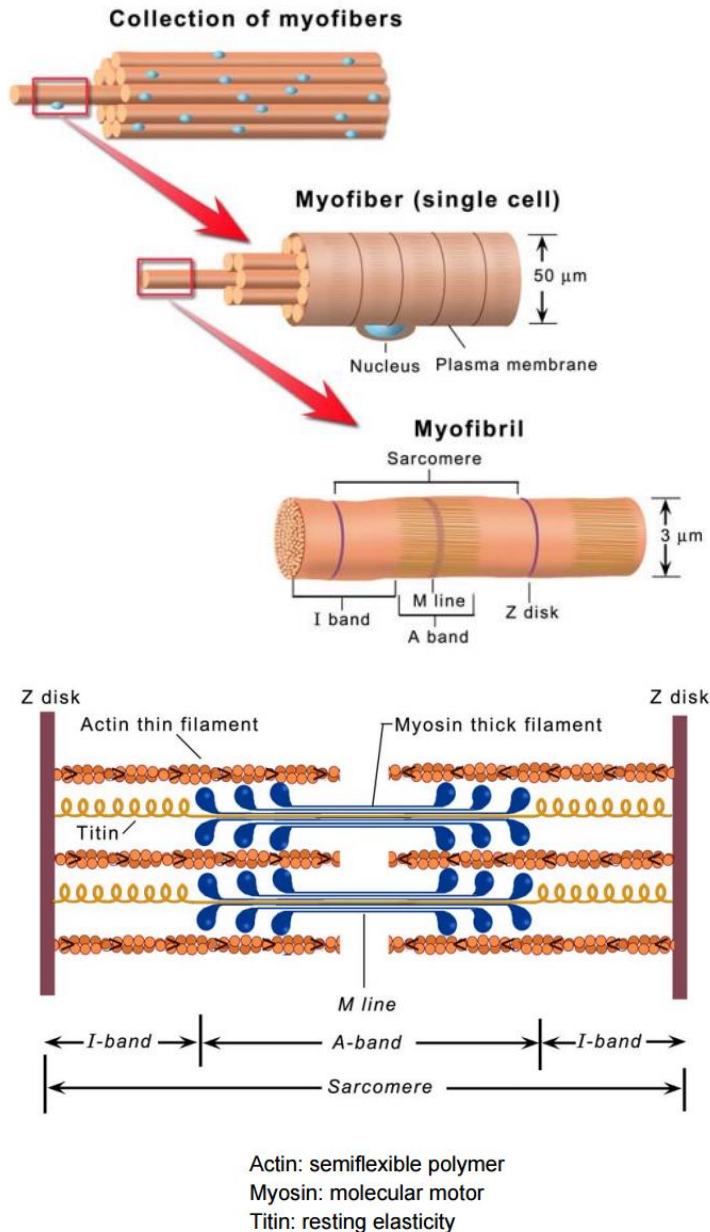 Collection of myofibers
Myofiber (single cell)
50 μm
Nucleus
Plasma membrane
Myofibril
Sarcomere
3 μm
M line
I band
Z disk
A band
Z disk
Z disk
Actin thin filament
Myosin thick filament
Titin
M line
I-band
A-band
I-band
Sarcomere
Actin: semiflexible polymer
Myosin: molecular motor
Titin: resting elasticity